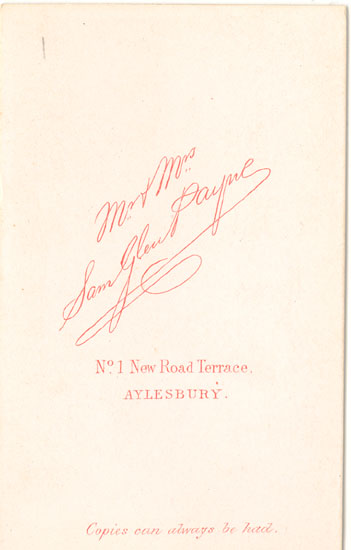 Mr & Mrs
Sam Glen Payne
No. 1 New Road Terrace.
AYLESBURY.
Copies can always be had.